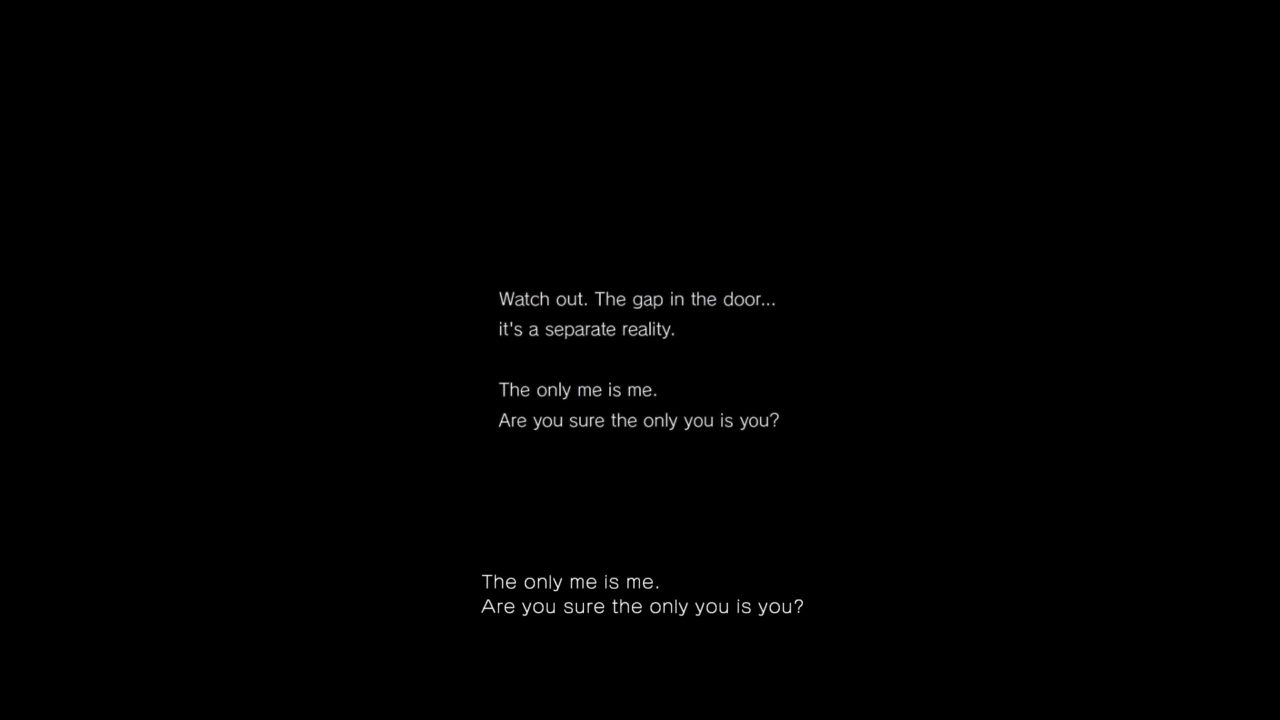 Watch out. The gap in the door...
it's a separate reality.
The only me is me.
Are you sure the only you is you?
The only me is me.
Are you sure the only you is you?